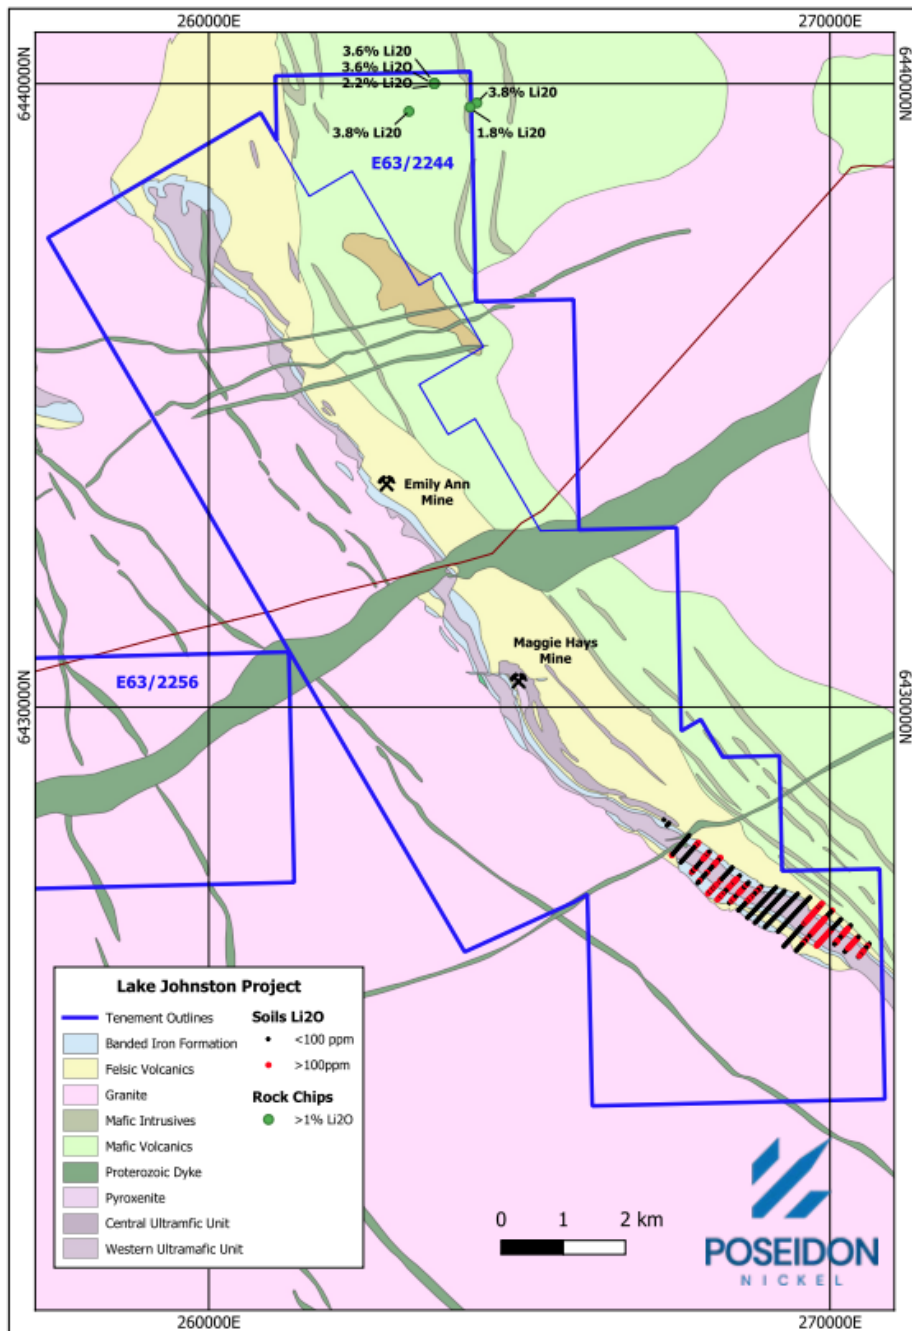 260000E
270000E
6440000N
6440000N
3.6% Li2O
3.6% Li2O
2.2% Li2O
3.8% Li2O
3.8% Li2O
1.8% Li2O
E63/2244
Emily Ann
Mine
Maggie Hays
Mine
E63/2256
6430000N
6430000N
Lake Johnston Project
Tenement Outlines
Banded Iron Formation
Felsic Volcanics
Granite
Mafic Intrusives
Mafic Volcanics
Proterozoic Dyke
Pyroxenite
Central Ultramfic Unit
Western Ultramafic Unit
Soils Li2O
<100 ppm
>100ppm
Rock Chips
>1% Li2O
0 1 2 km
POSEIDON
NICKEL
260000E
270000E